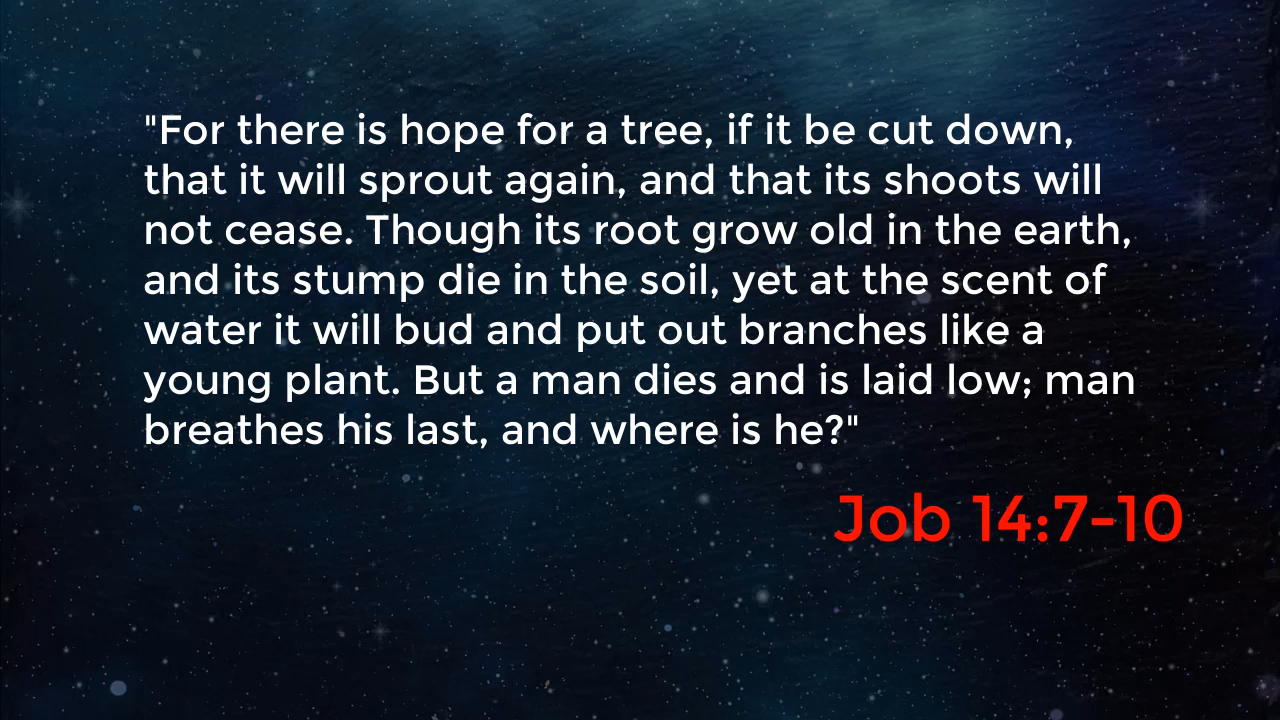 "For there is hope for a tree, if it be cut down,
that it will sprout again, and that its shoots will
not cease. Though its root grow old in the earth,
and its stump die in the soil, yet at the scent of
water it will bud and put out branches like a
young plant. But a man dies and is laid low; man
breathes his last, and where is he?"
Job 14:7-10